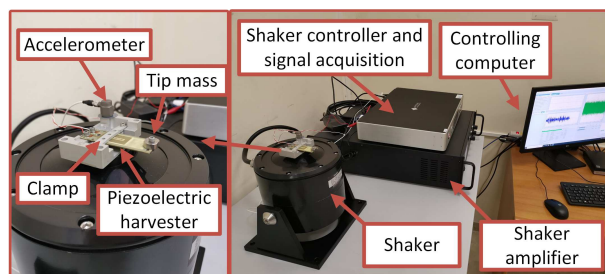 Accelerometer
Tip mass
Clamp
Piezoelectric
harvester
Shaker controller and
signal acquisition
Controlling
computer
Shaker
Shaker
amplifier